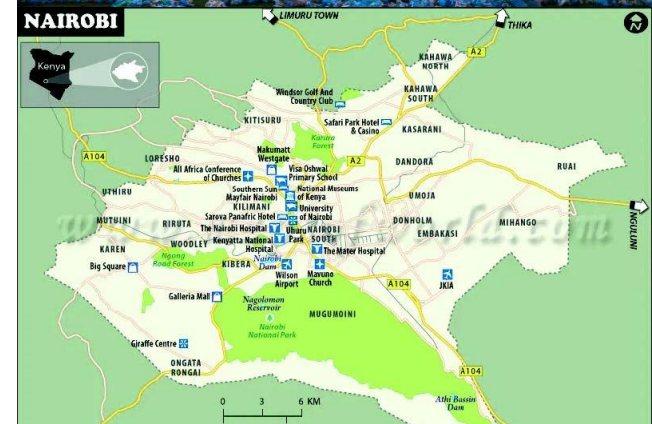 NAIROBI
LIMURU TOWN
THIKA
Kenya
A2
KAHAWA
NORTH
Windsor Golf And
Country Club
KAHAWA
SOUTH
KITISURU
Safari Park Hotel
& Casino
KASARANI
Karura
Forest
Nakumatt
Westgate
A104
LORESHO
A2
DANDORA
RUAI
All Africa Conference
of Churches
Visa Oshwal
Primary School
UTHIRU
Southern Sun
Mayfair Nairobi
National Museums
of Kenya
UMOJA
KILIMANI
University
of Nairobi
MUTUINI
RIRUTA
Sarova Panafric Hotel
DONHOLM
MIHANGO
NGULIINI
The Nairobi Hospital
Uhuru
Park
NAIROBI
SOUTH
EMBAKASI
KAREN
WOODLEY
Kenyatta National
Hospital
The Mater Hospital
Ngong
Road Forest
Big Square
KIBERA
Nairobi
Dam
Wilson
Airport
Mavuno
Church
JKIA
Galleria Mall
Nagolomon
Reservoir
MUGUMOINI
Nairobi
National Park
Giraffe Centre
ONGATA
RONGAI
A104
A104
Athi Bassin
Dam
0 3 6 KM